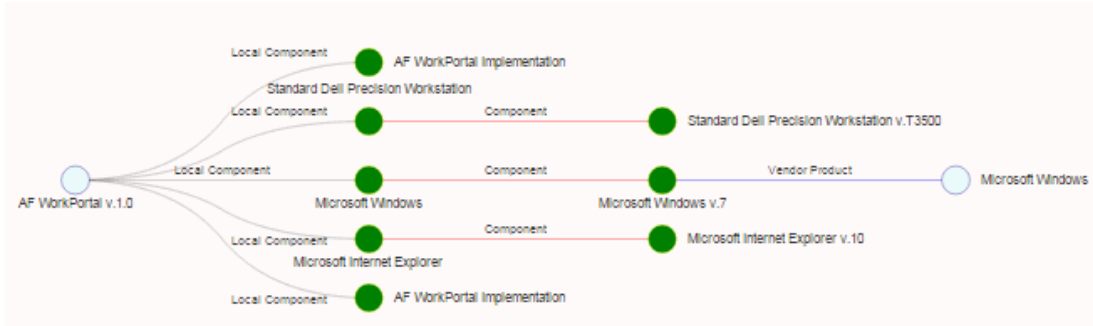 Local Component
AF WorkPortal Implementation
Standard Dell Precision Workstation
Local Component
Component
Standard Dell Precision Workstation v.T3500
Local Component
Component
Vendor Product
Microsoft Windows
AF WorkPortal v.1.0
Microsoft Windows
Microsoft Windows v.7
Local Component
Component
Microsoft Internet Explorer v.10
Microsoft Internet Explorer
Local Component
AF WorkPortal Implementation